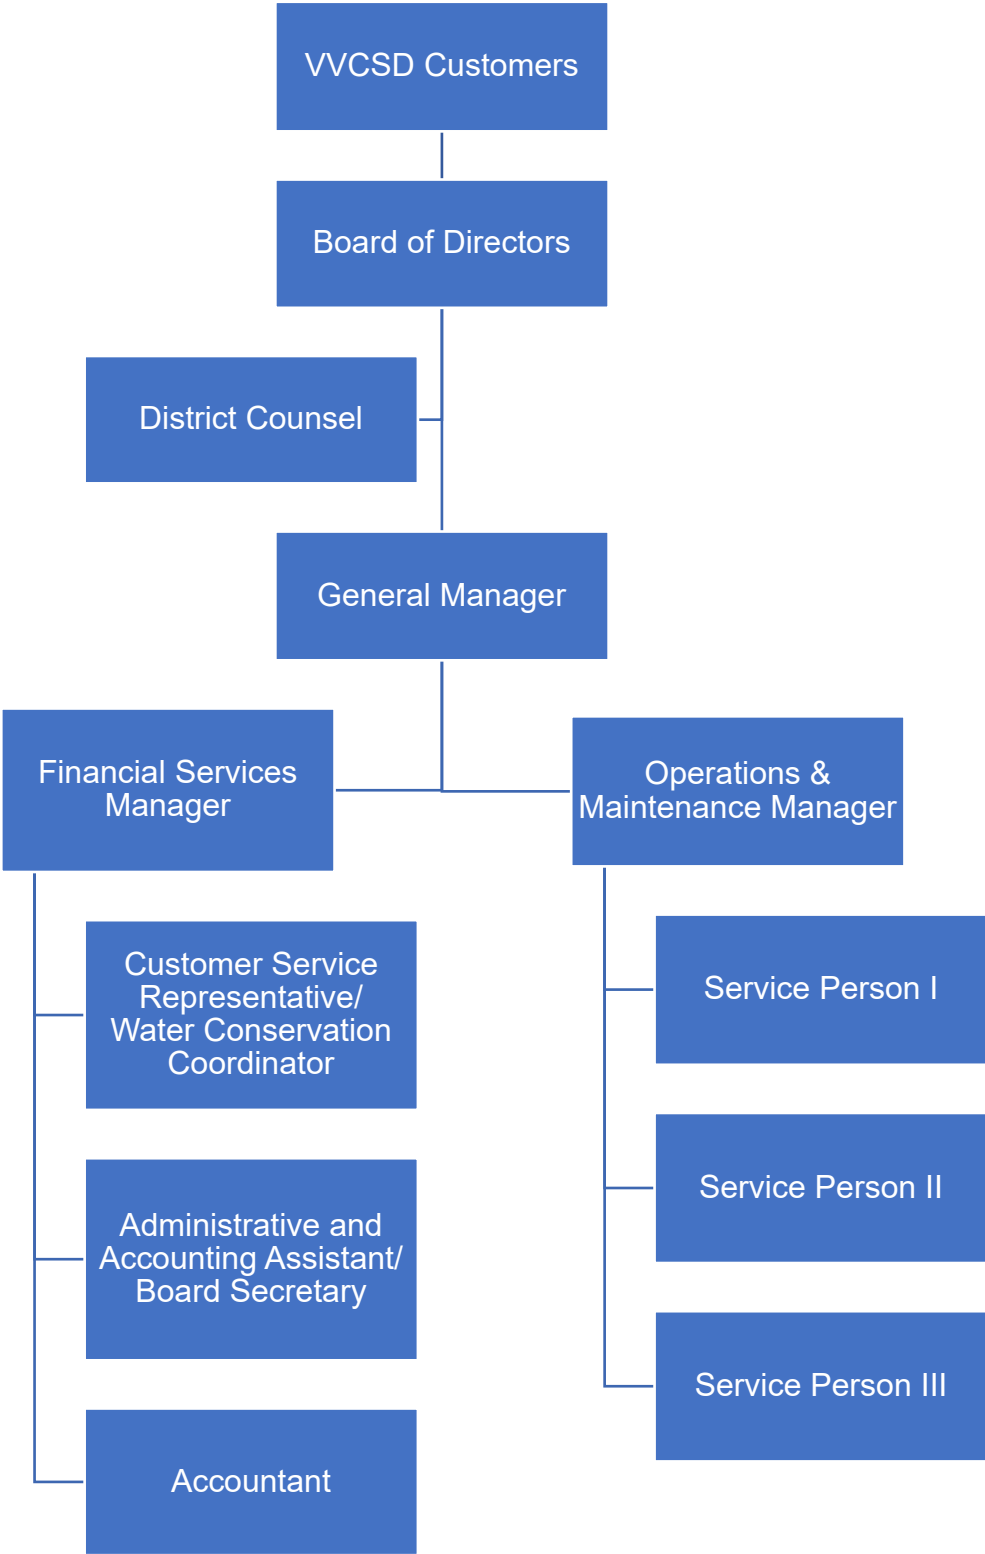 VVCSD Customers
Board of Directors
District Counsel
General Manager
Financial Services
Manager
Operations &
Maintenance Manager
Customer Service
Representative/
Water Conservation
Coordinator
Administrative and
Accounting Assistant/
Board Secretary
Accountant
Service Person I
Service Person II
Service Person III